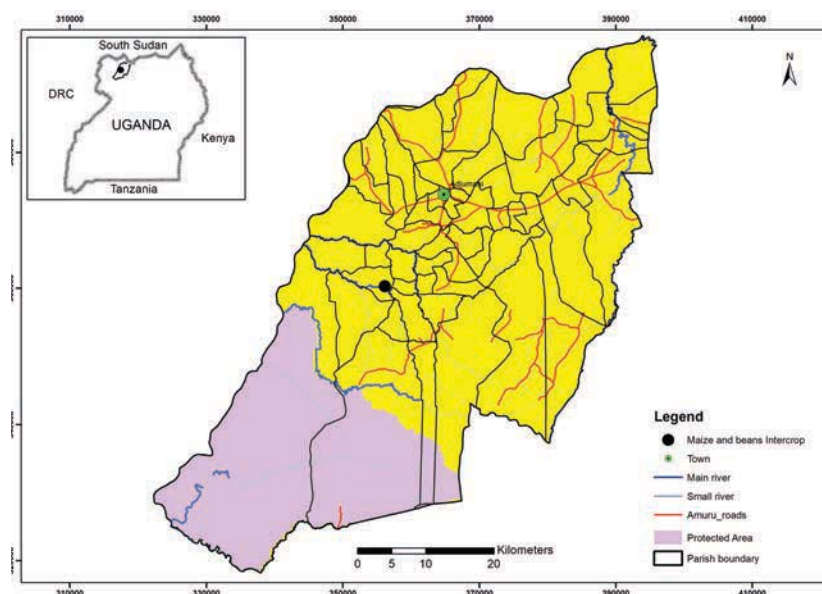 310000 330000 350000 370000 390000 410000
South Sudan
DRC
UGANDA
Kenya
Tanzania
N
Legend
Maize and beans Intercrop
Town
Main river
Small river
Amuru_roads
Protected Area
Parish boundary
Kilometers
0 5 10 20
310000 330000 350000 370000 390000 410000